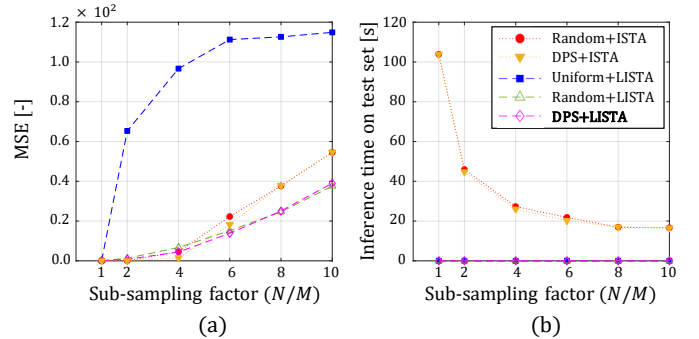 1.2 × 10²
1.0
0.8
0.6
0.4
0.2
0.0
MSE [-]
1 2 4 6 8 10
Sub-sampling factor (N/M)
(a)
120
100
80
60
40
20
0
Inference time on test set [s]
Random+ISTA
DPS+ISTA
Uniform+LISTA
Random+LISTA
DPS+LISTA
1 2 4 6 8 10
Sub-sampling factor (N/M)
(b)